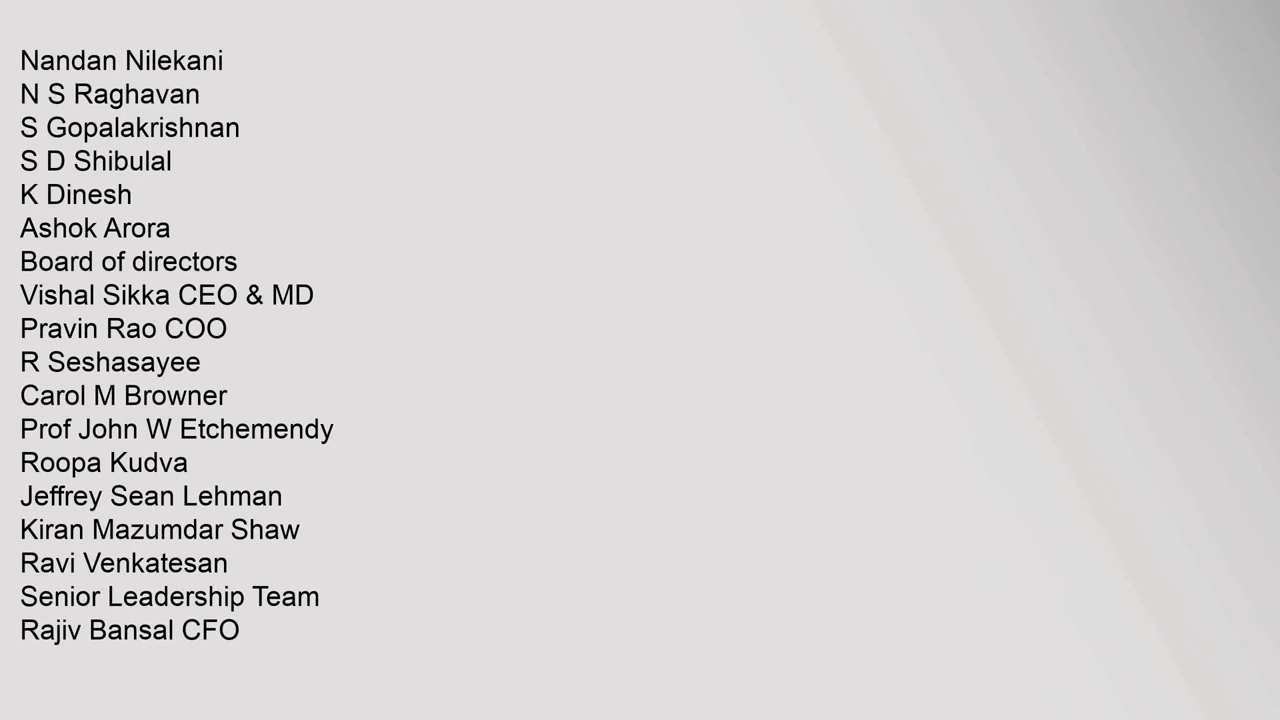 Nandan Nilekani
N S Raghavan
S Gopalakrishnan
S D Shibulal
K Dinesh
Ashok Arora
Board of directors
Vishal Sikka CEO & MD
Pravin Rao COO
R Seshasayee
Carol M Browner
Prof John W Etchemendy
Roopa Kudva
Jeffrey Sean Lehman
Kiran Mazumdar Shaw
Ravi Venkatesan
Senior Leadership Team
Rajiv Bansal CFO